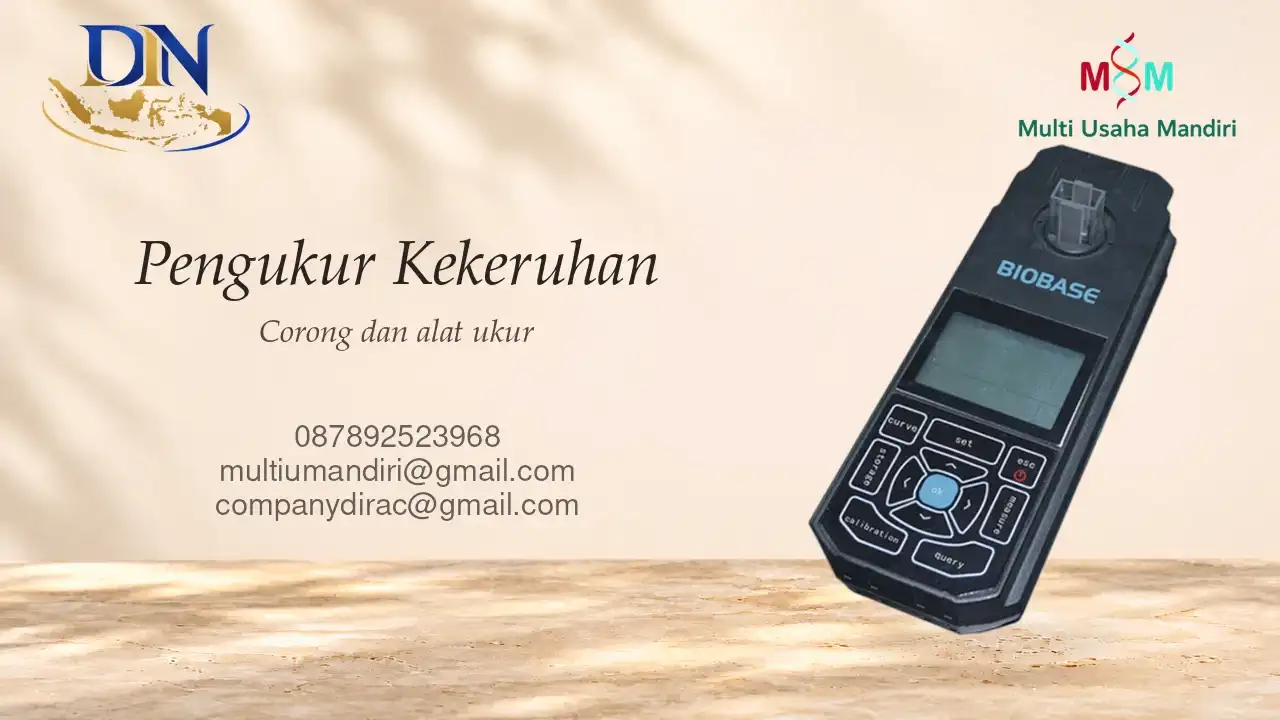 DIN
M M
Multi Usaha Mandiri
Pengukur Kekeruhan
Corong dan alat ukur
087892523968
multiumandiri@gmail.com
companydirac@gmail.com
BIOBASE
curve
set
esc
storage
ok
measure
calibration
query